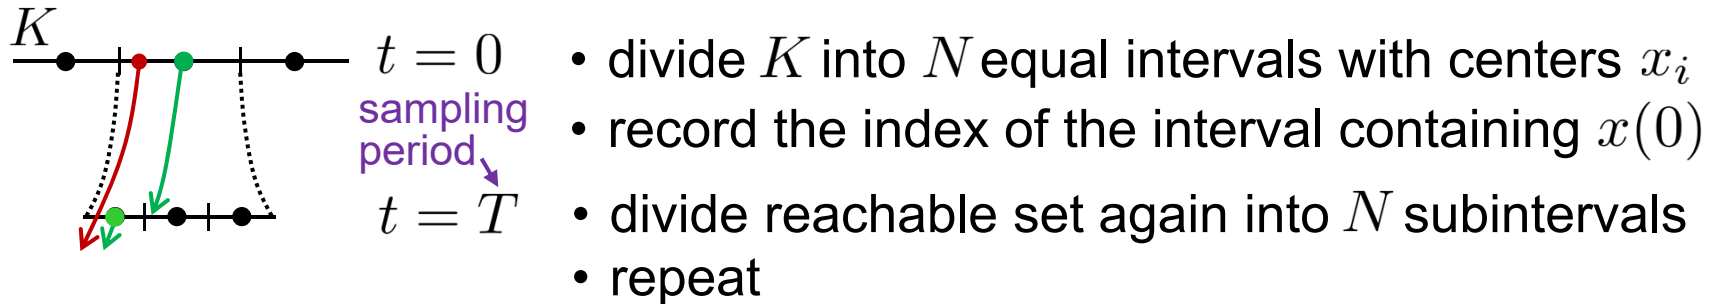 K
t = 0
sampling
period
t = T
• divide K into N equal intervals with centers x_i
• record the index of the interval containing x(0)
• divide reachable set again into N subintervals
• repeat